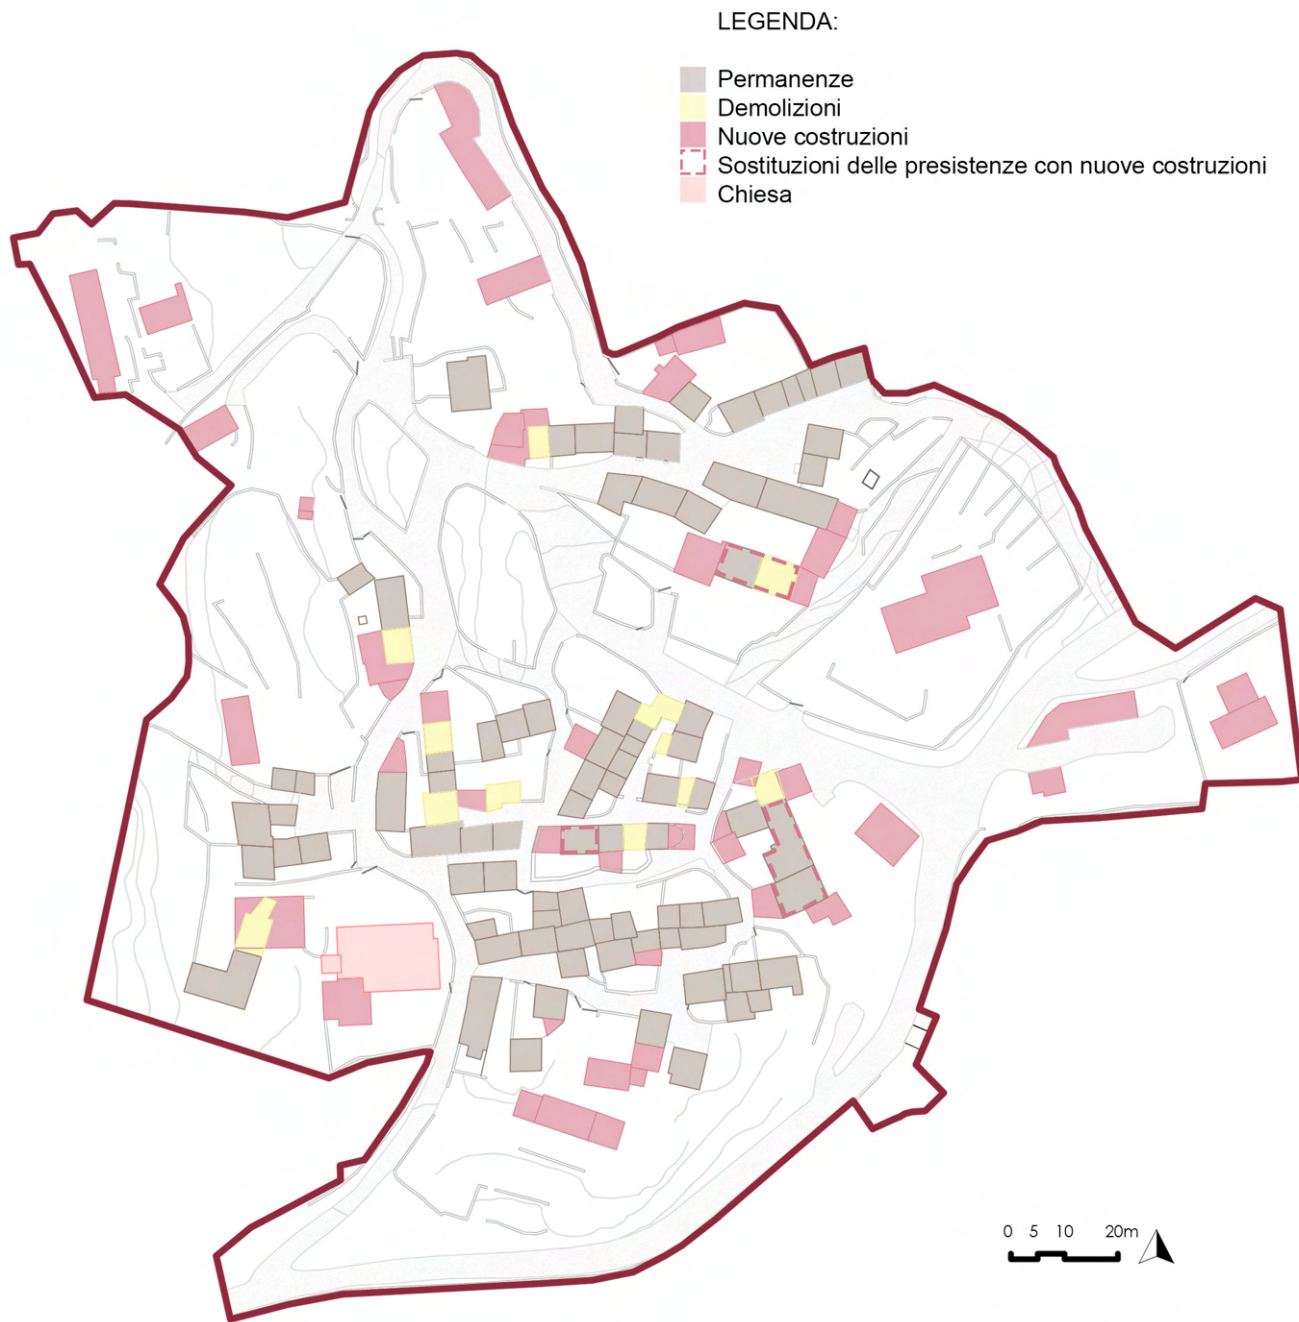 LEGENDA:
Permanenze
Demolizioni
Nuove costruzioni
Sostituzioni delle presistenze con nuove costruzioni
Chiesa
0 5 10 20m